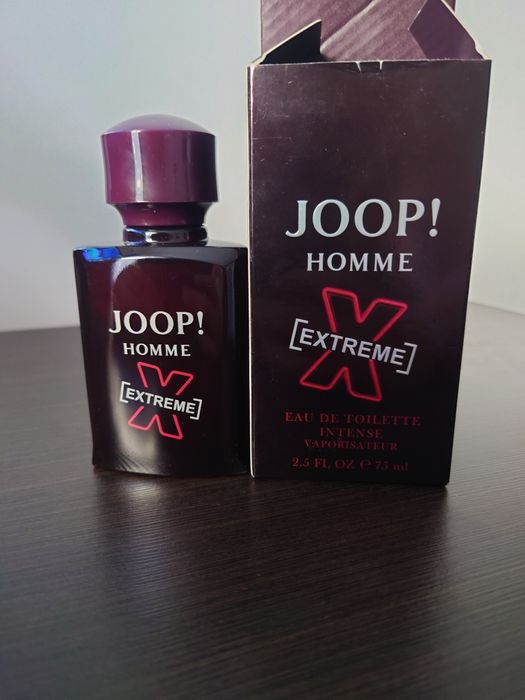 JOOP!
HOMME
[EXTREME]
JOOP!
HOMME
[EXTREME]
EAU DE TOILETTE
INTENSE
VAPORISATEUR
2.5 FL OZ ℮ 75 ml